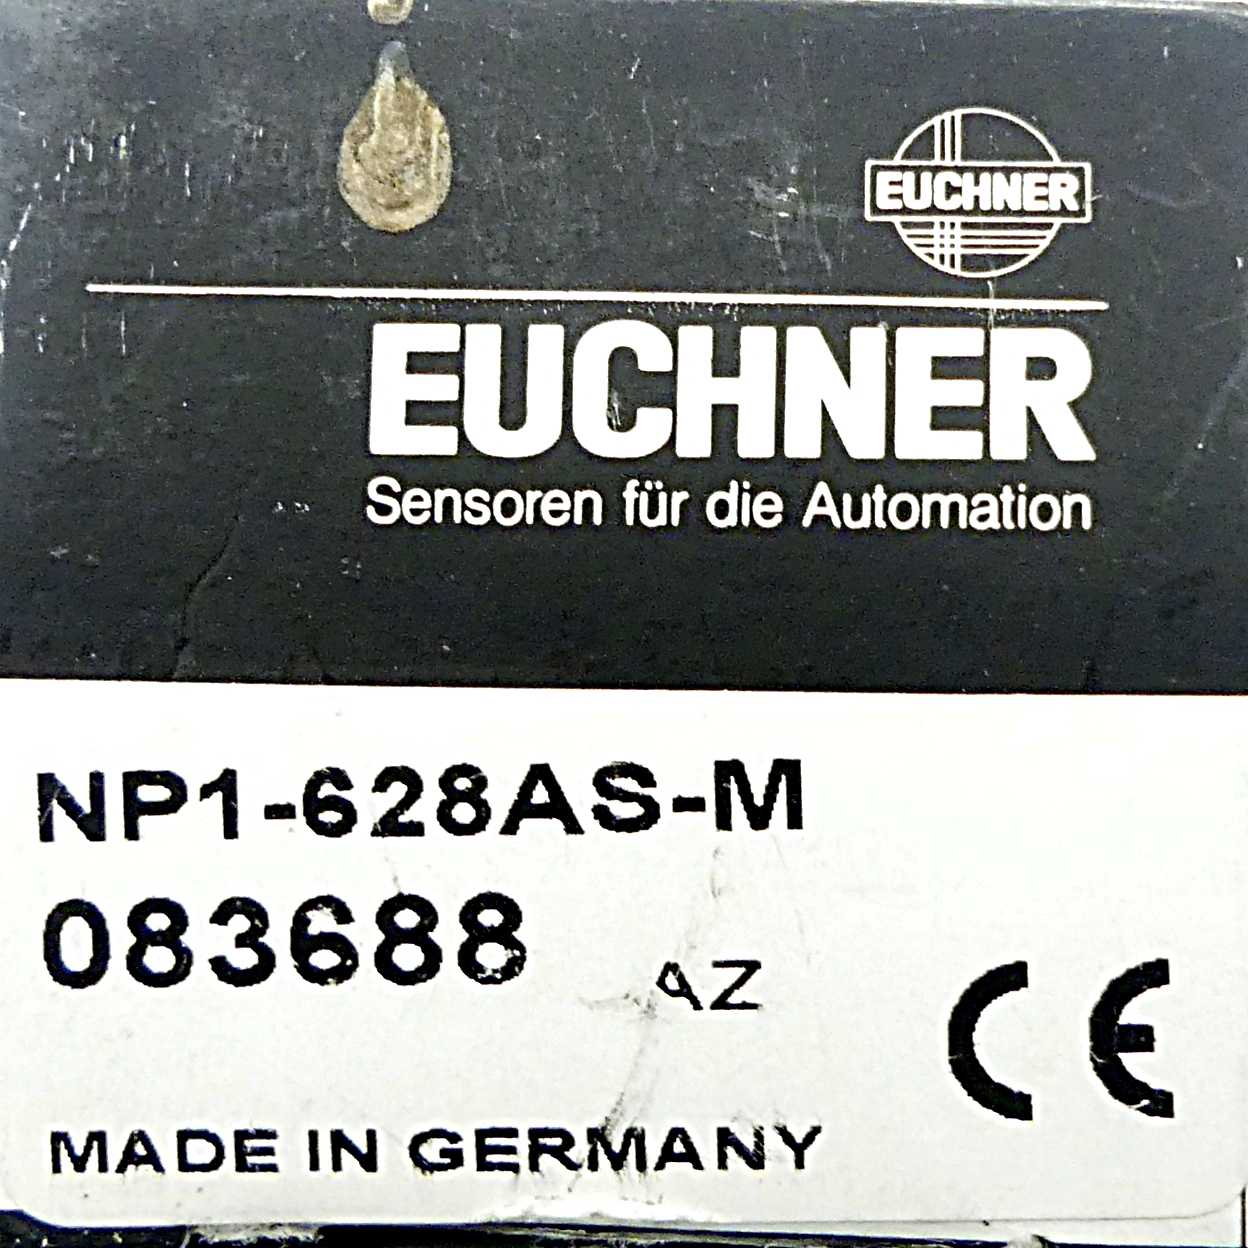 EUCHNER
EUCHNER
Sensoren für die Automation
NP1-628AS-M
083688
AZ
CE
MADE IN GERMANY